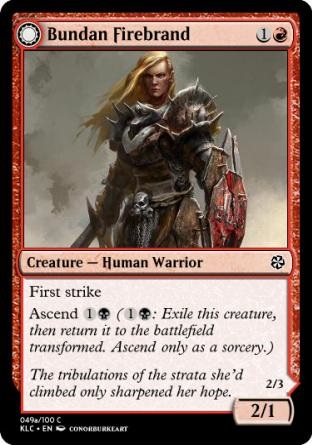 Bundan Firebrand 1
Creature — Human Warrior
First strike
Ascend 1 ( 1 : Exile this creature,
then return it to the battlefield
transformed. Ascend only as a sorcery.)
The tribulations of the strata she'd
climbed only sharpened her hope.
2/3
2/1
049a/100 C
KLC • EN CONORBURKEART